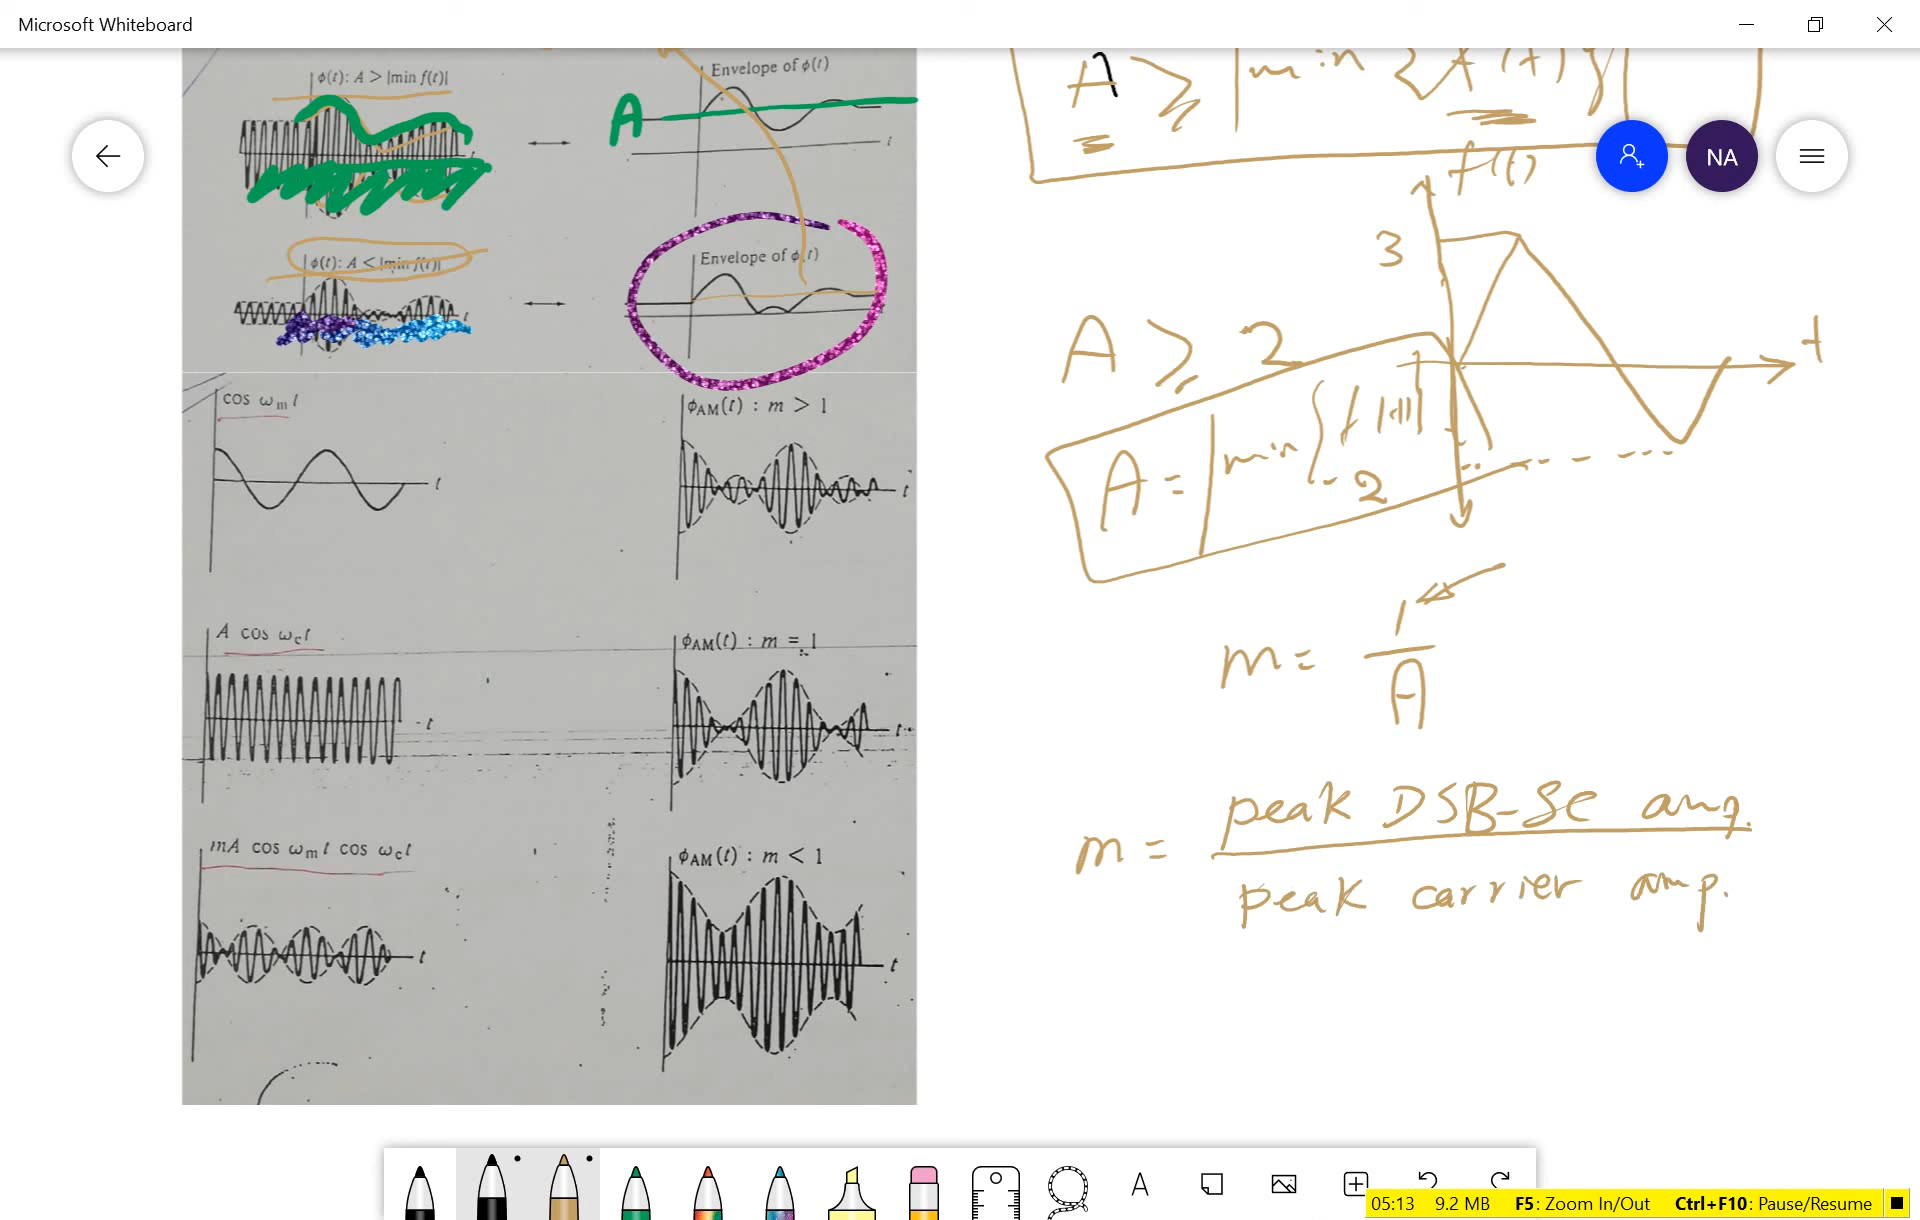 Microsoft Whiteboard
ϕ(t): A > |min f(t)|
Envelope of ϕ(t)
A
t
t
ϕ(t): A < |min f(t)|
Envelope of ϕ(t)
t
cos ωₘt
t
ϕAM(t) : m > 1
t
A cos ω_c t
t
ϕAM(t) : m = 1
t
mA cos ωₘt cos ω_c t
t
ϕAM(t) : m < 1
t
A ≥ |min {f(t)}|
NA
f(t)
3
t
A ≥ 2
A = |min {f(t)}
-2
m = 1/A
m = peak DSB-SC amp.
peak carrier amp.
A
05:13 9.2 MB F5: Zoom In/Out Ctrl+F10: Pause/Resume